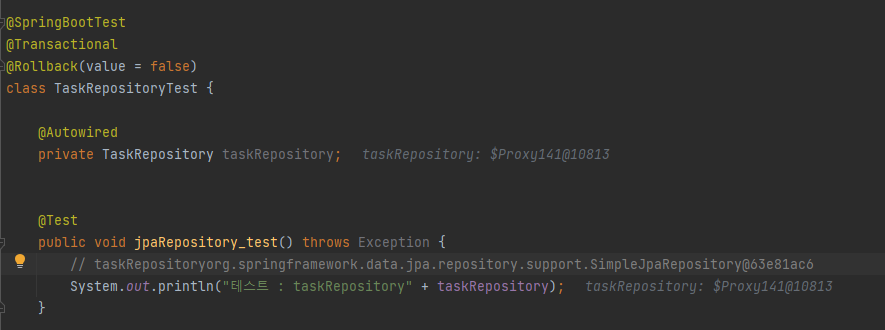 @SpringBootTest
@Transactional
@Rollback(value = false)
class TaskRepositoryTest {
@Autowired
private TaskRepository taskRepository; taskRepository: $Proxy141@10813
@Test
public void jpaRepository_test() throws Exception {
// taskRepositoryorg.springframework.data.jpa.repository.support.SimpleJpaRepository@63e81ac6
System.out.println("테스트 : taskRepository" + taskRepository); taskRepository: $Proxy141@10813
}